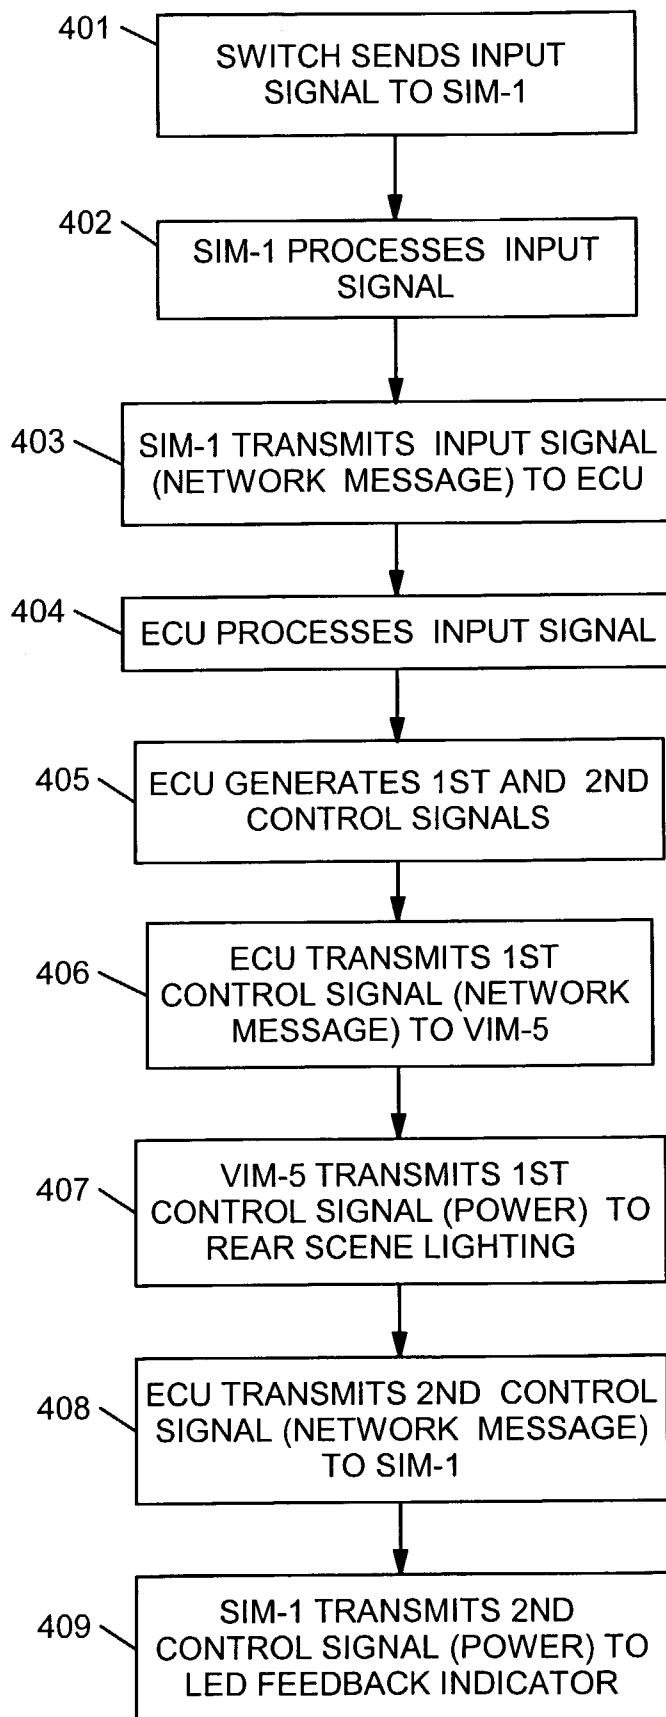 401
SWITCH SENDS INPUT
SIGNAL TO SIM-1
402
SIM-1 PROCESSES INPUT
SIGNAL
403
SIM-1 TRANSMITS INPUT SIGNAL
(NETWORK MESSAGE) TO ECU
404
ECU PROCESSES INPUT SIGNAL
405
ECU GENERATES 1ST AND 2ND
CONTROL SIGNALS
406
ECU TRANSMITS 1ST
CONTROL SIGNAL (NETWORK
MESSAGE) TO VIM-5
407
VIM-5 TRANSMITS 1ST
CONTROL SIGNAL (POWER) TO
REAR SCENE LIGHTING
408
ECU TRANSMITS 2ND CONTROL
SIGNAL (NETWORK MESSAGE)
TO SIM-1
409
SIM-1 TRANSMITS 2ND
CONTROL SIGNAL (POWER) TO
LED FEEDBACK INDICATOR